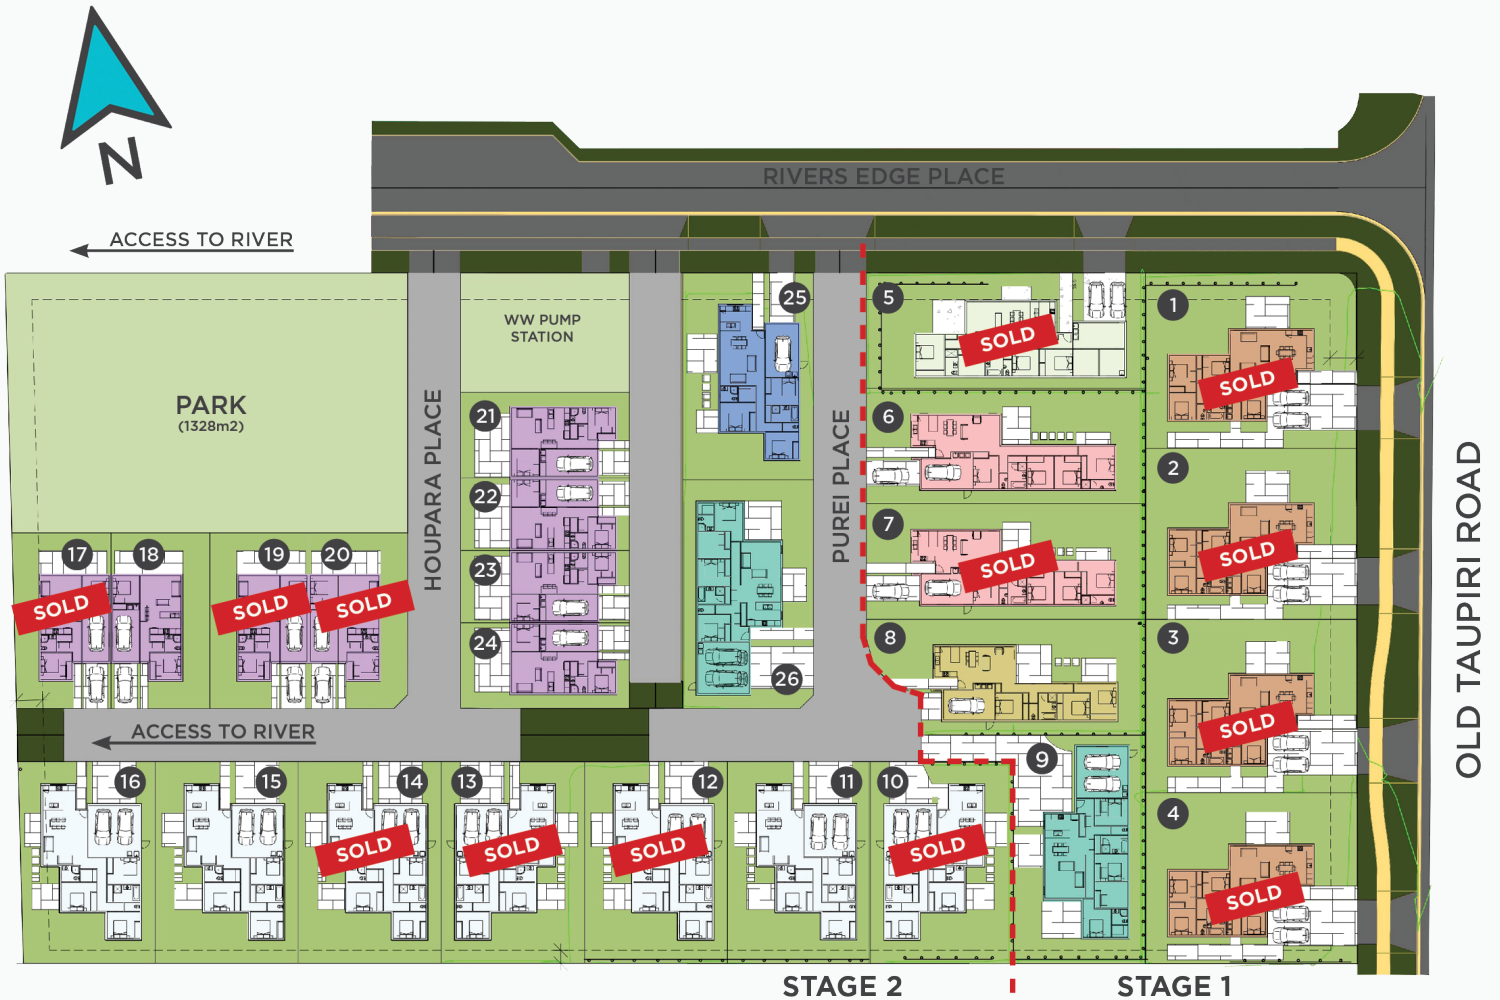 N
RIVERS EDGE PLACE
ACCESS TO RIVER
WW PUMP
STATION
PARK
(1328m2)
HOUPARA PLACE
PUREI PLACE
OLD TAUPIRI ROAD
25
5
SOLD
1
SOLD
21
6
22
2
SOLD
7
SOLD
17
SOLD
18
19
SOLD
20
SOLD
23
24
8
3
SOLD
26
ACCESS TO RIVER
9
16
15
14
SOLD
13
SOLD
12
SOLD
11
10
SOLD
4
SOLD
STAGE 2
STAGE 1